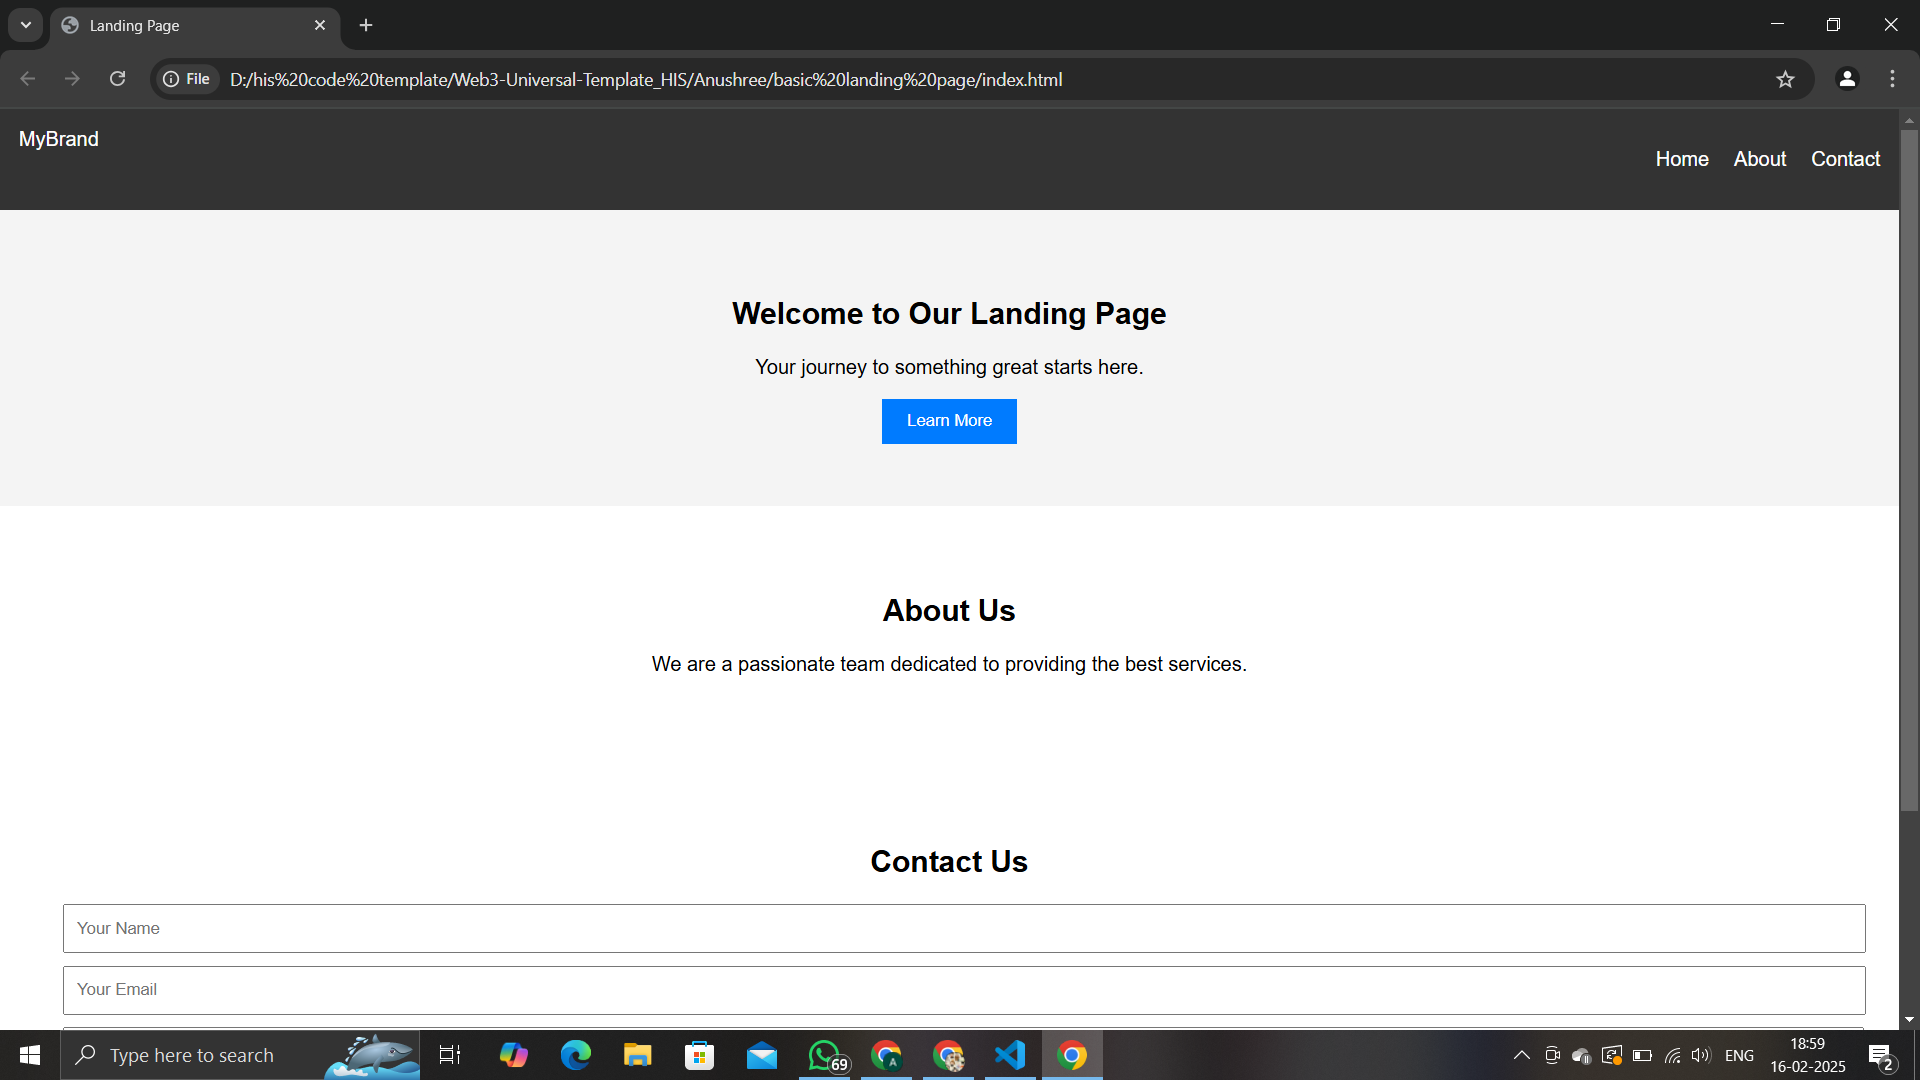 Landing Page
File D:/his%20code%20template/Web3-Universal-Template_HIS/Anushree/basic%20landing%20page/index.html
MyBrand
Home About Contact
Welcome to Our Landing Page
Your journey to something great starts here.
Learn More
About Us
We are a passionate team dedicated to providing the best services.
Contact Us
Your Name
Your Email
Type here to search
69
A
ENG
18:59
16-02-2025
2